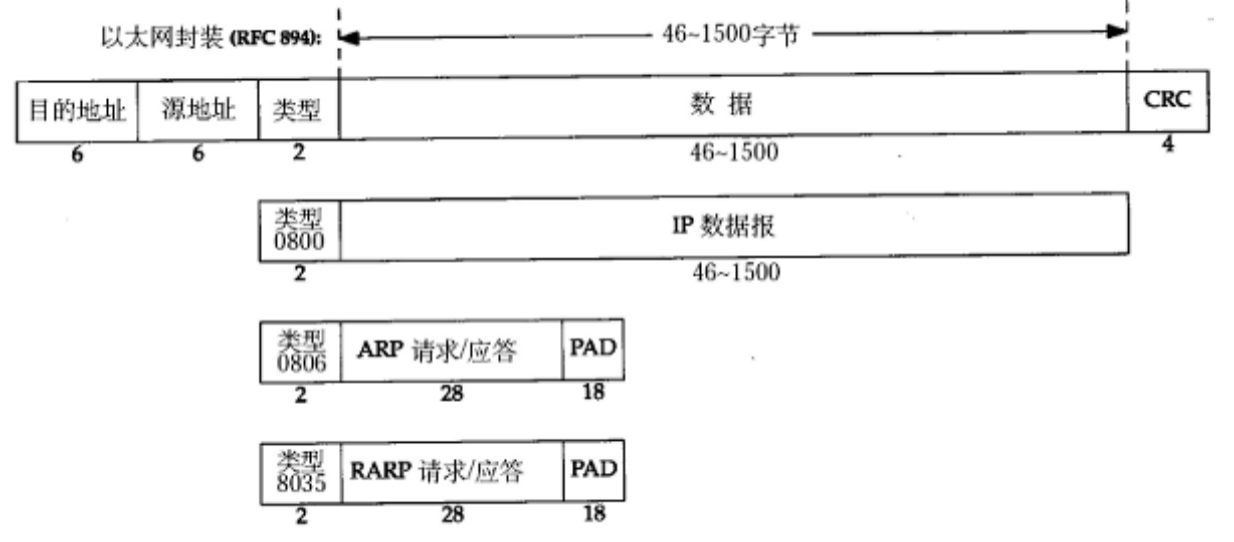 以太网封装 (RFC 894): 46~1500字节
目的地址 源地址 类型 数 据 CRC
6 6 2 46~1500 4
类型 IP 数据报
0800
2 46~1500
类型 ARP 请求/应答 PAD
0806
2 28 18
类型 RARP 请求/应答 PAD
8035
2 28 18